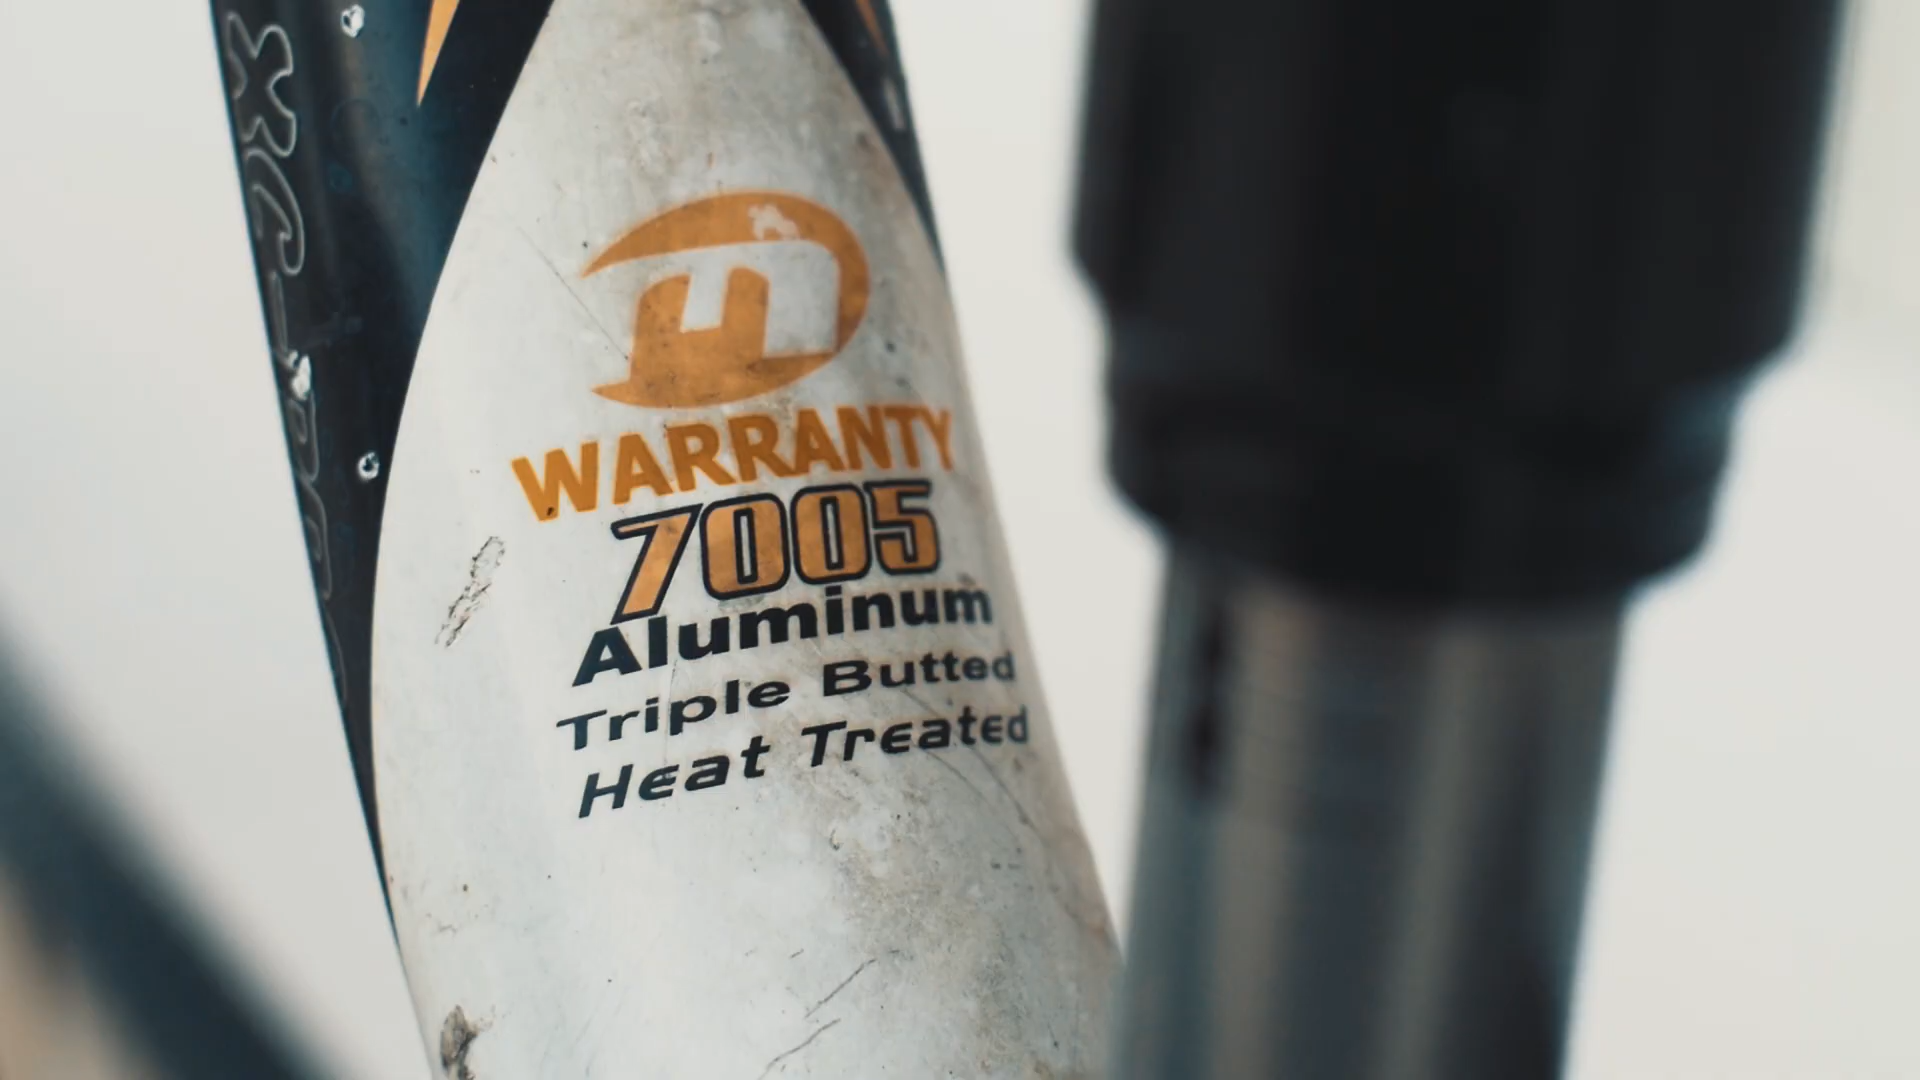 WARRANTY
7005
Aluminum
Triple Butted
Heat Treated